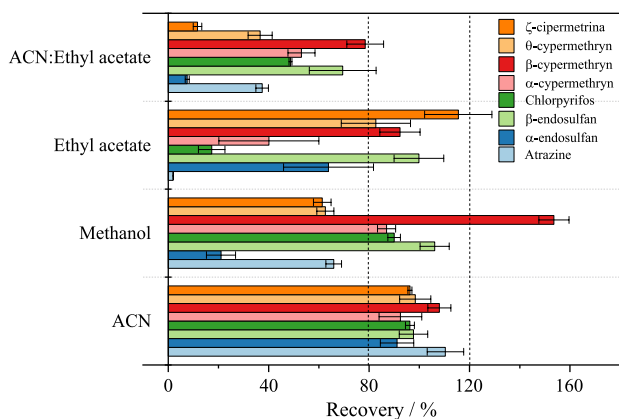 ACN:Ethyl acetate
Ethyl acetate
Methanol
ACN
ζ-cipermetrina
θ-cypermethryn
β-cypermethryn
α-cypermethryn
Chlorpyrifos
β-endosulfan
α-endosulfan
Atrazine
0 40 80 120 160
Recovery / %